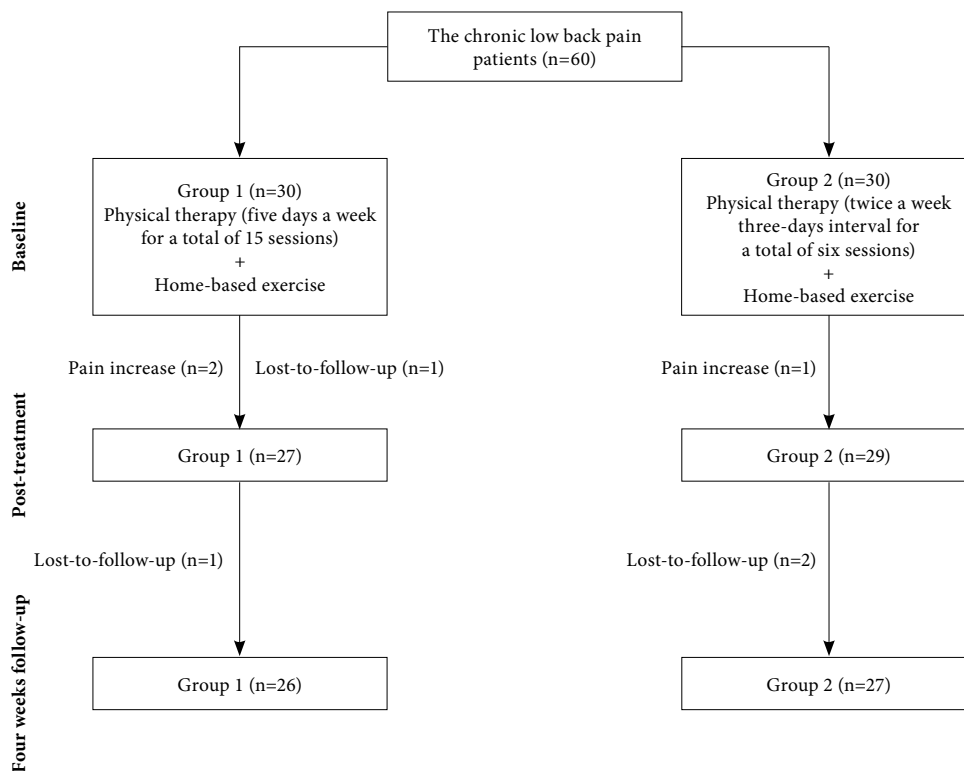 The chronic low back pain
patients (n=60)
Baseline
Group 1 (n=30)
Physical therapy (five days a week
for a total of 15 sessions)
+
Home-based exercise
Group 2 (n=30)
Physical therapy (twice a week
three-days interval for
a total of six sessions)
+
Home-based exercise
Pain increase (n=2)
Lost-to-follow-up (n=1)
Pain increase (n=1)
Post-treatment
Group 1 (n=27)
Group 2 (n=29)
Lost-to-follow-up (n=1)
Lost-to-follow-up (n=2)
Four weeks follow-up
Group 1 (n=26)
Group 2 (n=27)